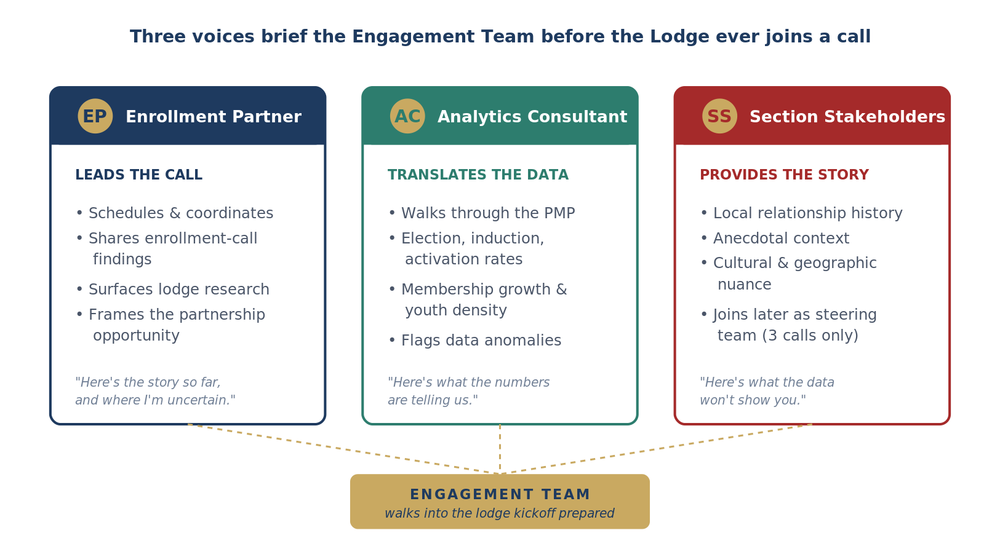 Three voices brief the Engagement Team before the Lodge ever joins a call
EP Enrollment Partner
LEADS THE CALL
• Schedules & coordinates
• Shares enrollment-call
findings
• Surfaces lodge research
• Frames the partnership
opportunity
"Here's the story so far,
and where I'm uncertain."
AC Analytics Consultant
TRANSLATES THE DATA
• Walks through the PMP
• Election, induction,
activation rates
• Membership growth &
youth density
• Flags data anomalies
"Here's what the numbers
are telling us."
SS Section Stakeholders
PROVIDES THE STORY
• Local relationship history
• Anecdotal context
• Cultural & geographic
nuance
• Joins later as steering
team (3 calls only)
"Here's what the data
won't show you."
ENGAGEMENT TEAM
walks into the lodge kickoff prepared